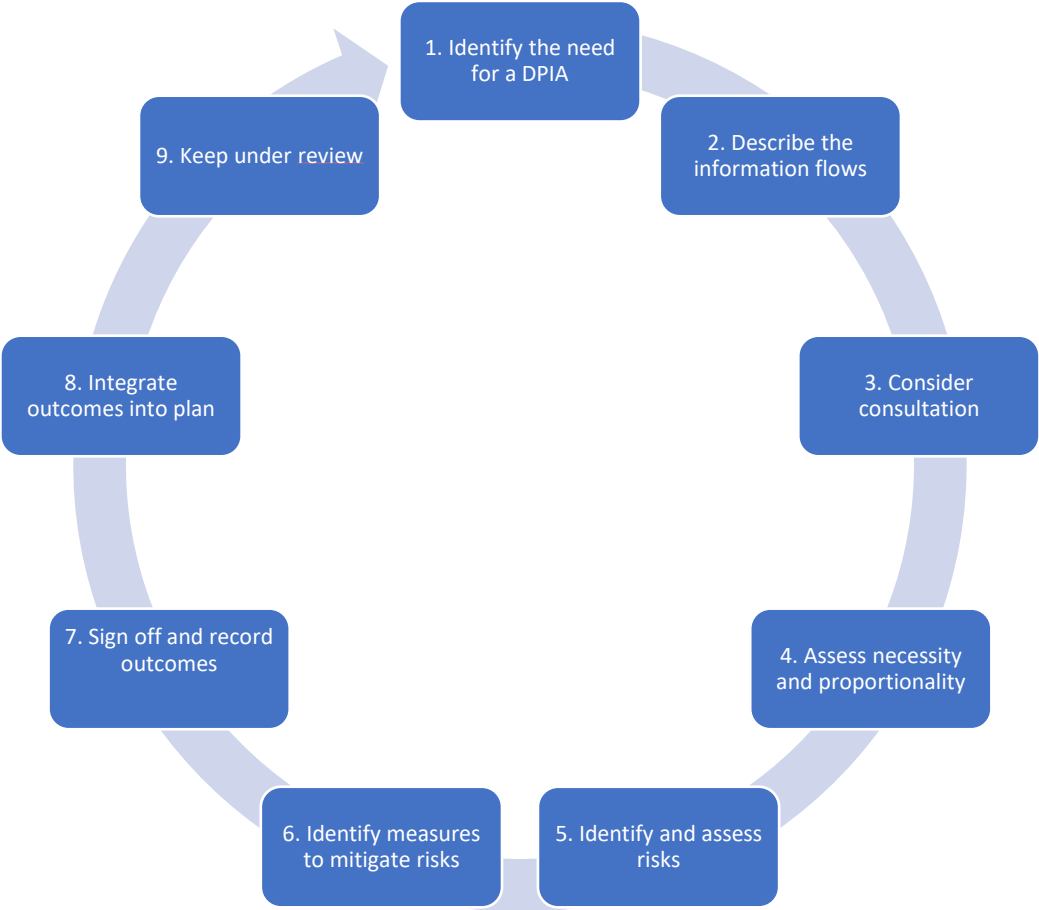 1. Identify the need
for a DPIA
2. Describe the
information flows
3. Consider
consultation
4. Assess necessity
and proportionality
5. Identify and assess
risks
6. Identify measures
to mitigate risks
7. Sign off and record
outcomes
8. Integrate
outcomes into plan
9. Keep under review